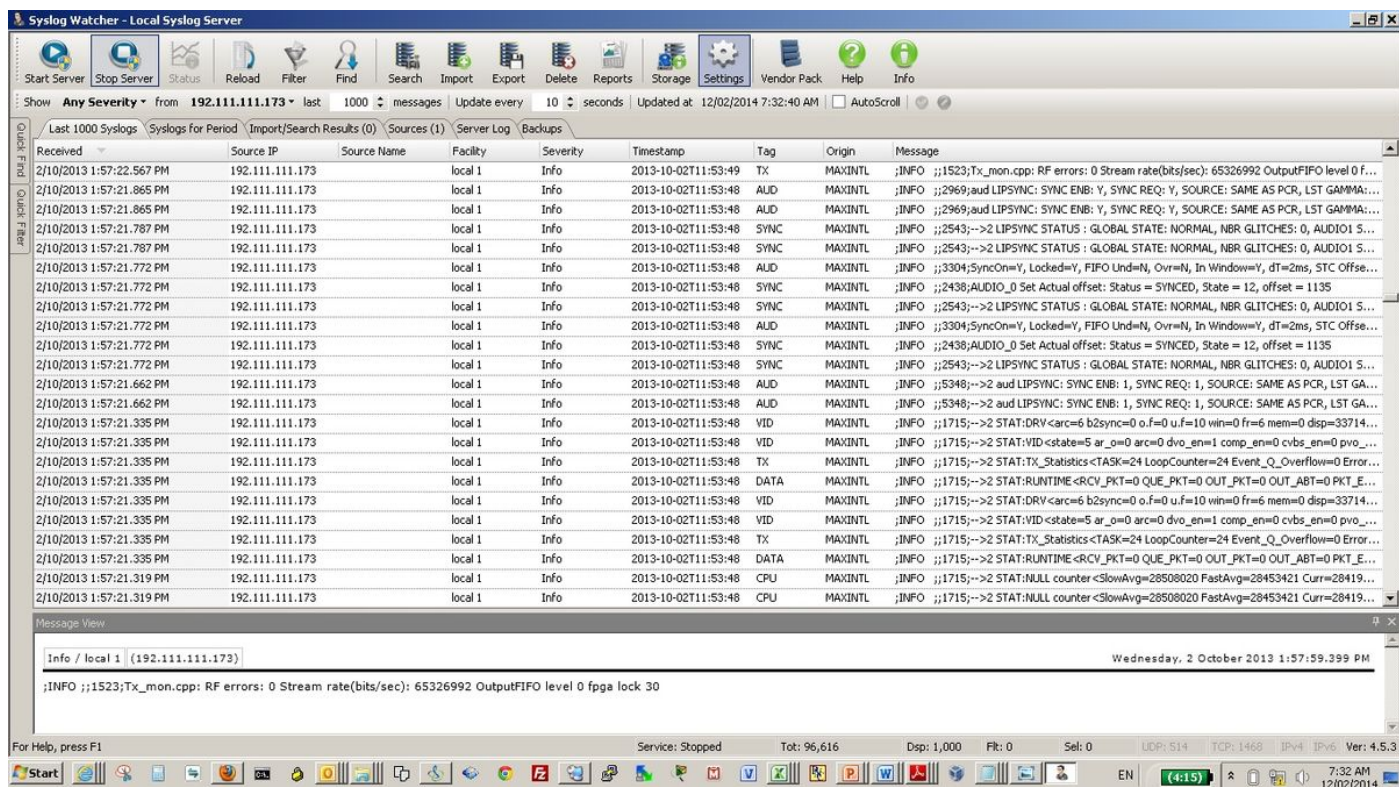 Syslog Watcher - Local Syslog Server
Start Server Stop Server Status Reload Filter Find Search Import Export Delete Reports Storage Settings Vendor Pack Help Info
Show Any Severity from 192.111.111.173 last 1000 messages Update every 10 seconds Updated at 12/02/2014 7:32:40 AM AutoScroll
Quick Find
Quick Filter
Last 1000 Syslogs Syslogs for Period Import/Search Results (0) Sources (1) Server Log Backups
Received Source IP Source Name Facility Severity Timestamp Tag Origin Message
2/10/2013 1:57:22.567 PM 192.111.111.173 local 1 Info 2013-10-02T11:53:49 TX MAXINTL ;INFO ;;1523;Tx_mon.cpp: RF errors: 0 Stream rate(bits/sec): 65326992 OutputFIFO level 0 f...
2/10/2013 1:57:21.865 PM 192.111.111.173 local 1 Info 2013-10-02T11:53:48 AUD MAXINTL ;INFO ;;2969;aud LIPSYNC: SYNC ENB: Y, SYNC REQ: Y, SOURCE: SAME AS PCR, LST GAMMA:...
2/10/2013 1:57:21.865 PM 192.111.111.173 local 1 Info 2013-10-02T11:53:48 AUD MAXINTL ;INFO ;;2969;aud LIPSYNC: SYNC ENB: Y, SYNC REQ: Y, SOURCE: SAME AS PCR, LST GAMMA:...
2/10/2013 1:57:21.787 PM 192.111.111.173 local 1 Info 2013-10-02T11:53:48 SYNC MAXINTL ;INFO ;;2543;-->2 LIPSYNC STATUS : GLOBAL STATE: NORMAL, NBR GLITCHES: 0, AUDIO1 S...
2/10/2013 1:57:21.787 PM 192.111.111.173 local 1 Info 2013-10-02T11:53:48 SYNC MAXINTL ;INFO ;;2543;-->2 LIPSYNC STATUS : GLOBAL STATE: NORMAL, NBR GLITCHES: 0, AUDIO1 S...
2/10/2013 1:57:21.772 PM 192.111.111.173 local 1 Info 2013-10-02T11:53:48 AUD MAXINTL ;INFO ;;3304;SyncOn=Y, Locked=Y, FIFO Und=N, Ovr=N, In Window=Y, dT=2ms, STC Offse...
2/10/2013 1:57:21.772 PM 192.111.111.173 local 1 Info 2013-10-02T11:53:48 SYNC MAXINTL ;INFO ;;2438;AUDIO_0 Set Actual offset: Status = SYNCED, State = 12, offset = 1135
2/10/2013 1:57:21.772 PM 192.111.111.173 local 1 Info 2013-10-02T11:53:48 SYNC MAXINTL ;INFO ;;2543;-->2 LIPSYNC STATUS : GLOBAL STATE: NORMAL, NBR GLITCHES: 0, AUDIO1 S...
2/10/2013 1:57:21.772 PM 192.111.111.173 local 1 Info 2013-10-02T11:53:48 AUD MAXINTL ;INFO ;;3304;SyncOn=Y, Locked=Y, FIFO Und=N, Ovr=N, In Window=Y, dT=2ms, STC Offse...
2/10/2013 1:57:21.772 PM 192.111.111.173 local 1 Info 2013-10-02T11:53:48 SYNC MAXINTL ;INFO ;;2438;AUDIO_0 Set Actual offset: Status = SYNCED, State = 12, offset = 1135
2/10/2013 1:57:21.772 PM 192.111.111.173 local 1 Info 2013-10-02T11:53:48 SYNC MAXINTL ;INFO ;;2543;-->2 LIPSYNC STATUS : GLOBAL STATE: NORMAL, NBR GLITCHES: 0, AUDIO1 S...
2/10/2013 1:57:21.662 PM 192.111.111.173 local 1 Info 2013-10-02T11:53:48 AUD MAXINTL ;INFO ;;5348;-->2 aud LIPSYNC: SYNC ENB: 1, SYNC REQ: 1, SOURCE: SAME AS PCR, LST GA...
2/10/2013 1:57:21.662 PM 192.111.111.173 local 1 Info 2013-10-02T11:53:48 AUD MAXINTL ;INFO ;;5348;-->2 aud LIPSYNC: SYNC ENB: 1, SYNC REQ: 1, SOURCE: SAME AS PCR, LST GA...
2/10/2013 1:57:21.335 PM 192.111.111.173 local 1 Info 2013-10-02T11:53:48 VID MAXINTL ;INFO ;;1715;-->2 STAT:DRV<arc=6 b2sync=0 o.f=0 u.f=10 win=0 fr=6 mem=0 disp=33714...
2/10/2013 1:57:21.335 PM 192.111.111.173 local 1 Info 2013-10-02T11:53:48 VID MAXINTL ;INFO ;;1715;-->2 STAT:VID<state=5 ar_o=0 arc=0 dvo_en=1 comp_en=0 cvbs_en=0 pvo_...
2/10/2013 1:57:21.335 PM 192.111.111.173 local 1 Info 2013-10-02T11:53:48 TX MAXINTL ;INFO ;;1715;-->2 STAT:TX_Statistics<TASK=24 LoopCounter=24 Event_Q_Overflow=0 Error...
2/10/2013 1:57:21.335 PM 192.111.111.173 local 1 Info 2013-10-02T11:53:48 DATA MAXINTL ;INFO ;;1715;-->2 STAT:RUNTIME<RCV_PKT=0 QUE_PKT=0 OUT_PKT=0 OUT_ABT=0 PKT_E...
2/10/2013 1:57:21.335 PM 192.111.111.173 local 1 Info 2013-10-02T11:53:48 VID MAXINTL ;INFO ;;1715;-->2 STAT:DRV<arc=6 b2sync=0 o.f=0 u.f=10 win=0 fr=6 mem=0 disp=33714...
2/10/2013 1:57:21.335 PM 192.111.111.173 local 1 Info 2013-10-02T11:53:48 VID MAXINTL ;INFO ;;1715;-->2 STAT:VID<state=5 ar_o=0 arc=0 dvo_en=1 comp_en=0 cvbs_en=0 pvo_...
2/10/2013 1:57:21.335 PM 192.111.111.173 local 1 Info 2013-10-02T11:53:48 TX MAXINTL ;INFO ;;1715;-->2 STAT:TX_Statistics<TASK=24 LoopCounter=24 Event_Q_Overflow=0 Error...
2/10/2013 1:57:21.335 PM 192.111.111.173 local 1 Info 2013-10-02T11:53:48 DATA MAXINTL ;INFO ;;1715;-->2 STAT:RUNTIME<RCV_PKT=0 QUE_PKT=0 OUT_PKT=0 OUT_ABT=0 PKT_E...
2/10/2013 1:57:21.319 PM 192.111.111.173 local 1 Info 2013-10-02T11:53:48 CPU MAXINTL ;INFO ;;1715;-->2 STAT:NULL counter<SlowAvg=28508020 FastAvg=28453421 Curr=28419...
2/10/2013 1:57:21.319 PM 192.111.111.173 local 1 Info 2013-10-02T11:53:48 CPU MAXINTL ;INFO ;;1715;-->2 STAT:NULL counter<SlowAvg=28508020 FastAvg=28453421 Curr=28419...
Message View
Info / local 1 (192.111.111.173) Wednesday, 2 October 2013 1:57:59.399 PM
;INFO ;;1523;Tx_mon.cpp: RF errors: 0 Stream rate(bits/sec): 65326992 OutputFIFO level 0 fpga lock 30
For Help, press F1 Service: Stopped Tot: 96,616 Dsp: 1,000 Flt: 0 Sel: 0 UDP: 514 TCP: 1468 IPv4 IPv6 Ver: 4.5.3
Start EN (4:15) 7:32 AM
12/02/2014